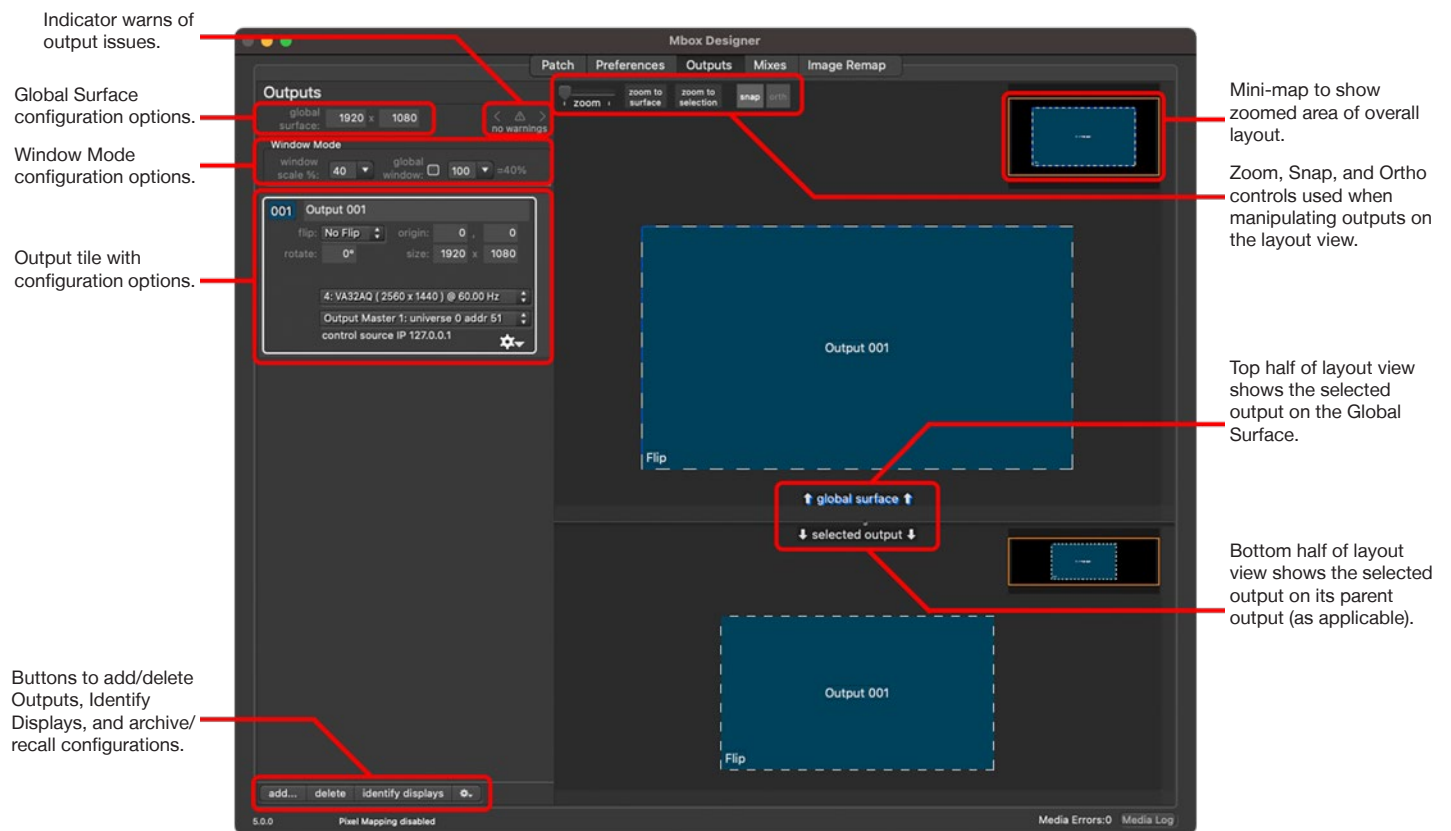 Indicator warns of
output issues.
Global Surface
configuration options.
Window Mode
configuration options.
Output tile with
configuration options.
Buttons to add/delete
Outputs, Identify
Displays, and archive/
recall configurations.
Mbox Designer
Patch Preferences Outputs Mixes Image Remap
Outputs
global
surface: 1920 x 1080
no warnings
Window Mode
window
scale %: 40
global
window: 100 =40%
001 Output 001
flip: No Flip origin: 0 , 0
rotate: 0° size: 1920 x 1080
4: VA32AQ ( 2560 x 1440 ) @ 60.00 Hz
Output Master 1: universe 0 addr 51
control source IP 127.0.0.1
zoom
zoom to
surface
zoom to
selection
snap orth
Output 001
Flip
⬆ global surface ⬆
⬇ selected output ⬇
Output 001
Flip
add... delete identify displays
5.0.0 Pixel Mapping disabled Media Errors:0 Media Log
Mini-map to show
zoomed area of overall
layout.
Zoom, Snap, and Ortho
controls used when
manipulating outputs on
the layout view.
Top half of layout view
shows the selected
output on the Global
Surface.
Bottom half of layout
view shows the selected
output on its parent
output (as applicable).